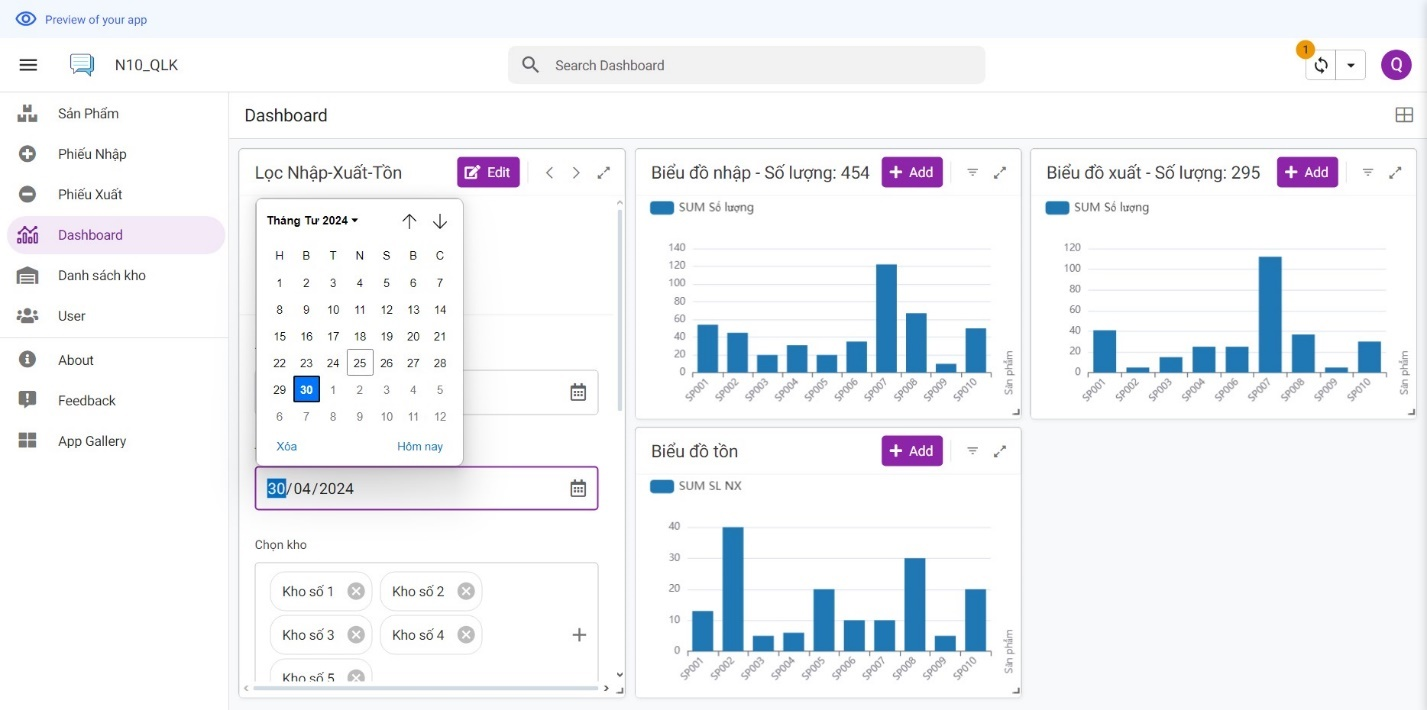 Preview of your app
N10_QLK
Search Dashboard
1
Q
Sản Phẩm
Phiếu Nhập
Phiếu Xuất
Dashboard
Danh sách kho
User
About
Feedback
App Gallery
Dashboard
Lọc Nhập-Xuất-Tồn
Edit
Tháng Tư 2024
H B T N S B C
1 2 3 4 5 6 7
8 9 10 11 12 13 14
15 16 17 18 19 20 21
22 23 24 25 26 27 28
29 30 1 2 3 4 5
6 7 8 9 10 11 12
Xóa Hôm nay
30/04/2024
Chọn kho
Kho số 1 Kho số 2
Kho số 3 Kho số 4
Kho số 5
Biểu đồ nhập - Số lượng: 454
Add
SUM Số lượng
140
120
100
80
60
40
20
0
SP001 SP002 SP003 SP004 SP005 SP006 SP007 SP008 SP009 SP010
Sản phẩm
Biểu đồ xuất - Số lượng: 295
Add
SUM Số lượng
120
100
80
60
40
20
0
SP001 SP002 SP003 SP004 SP006 SP007 SP008 SP009 SP010
Sản phẩm
Biểu đồ tồn
Add
SUM SL NX
40
30
20
10
0
SP001 SP002 SP003 SP004 SP005 SP006 SP007 SP008 SP009 SP010
Sản phẩm